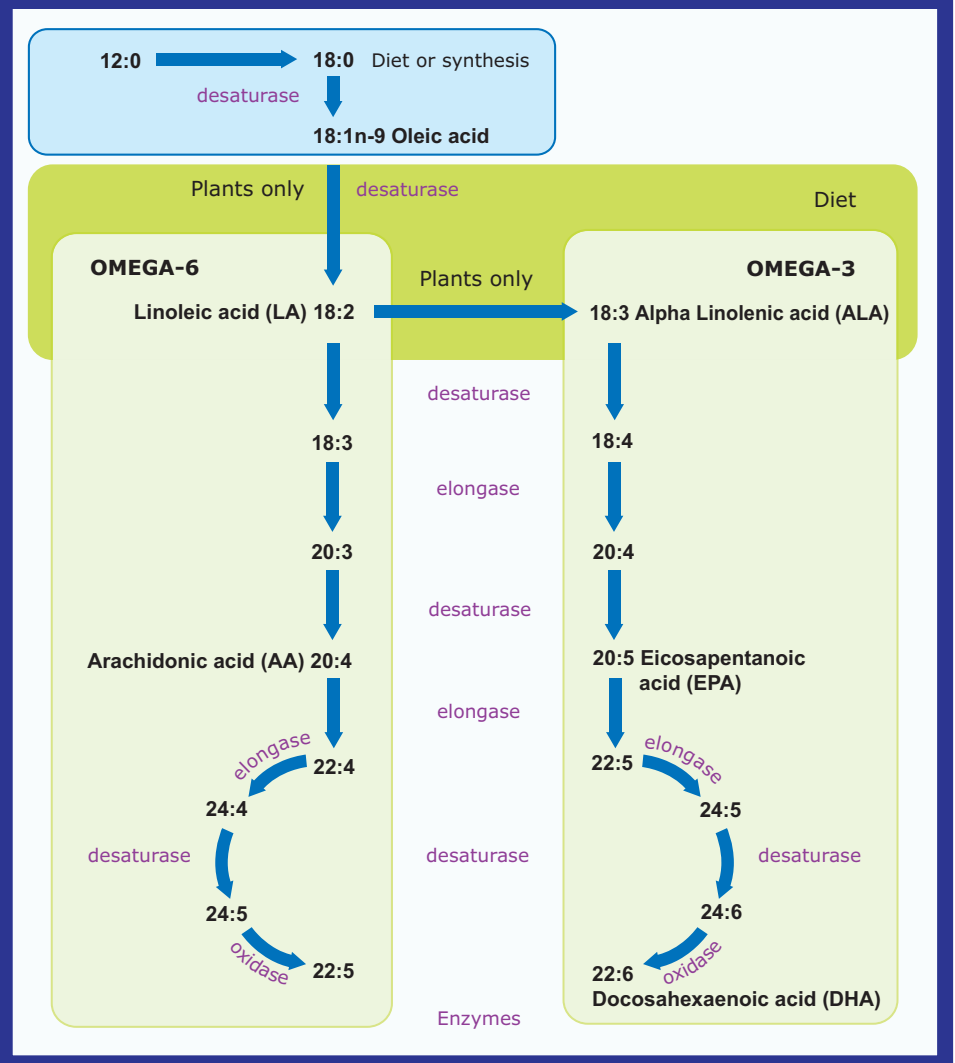 12:0
18:0 Diet or synthesis
desaturase
18:1n-9 Oleic acid
Plants only
desaturase
Diet
OMEGA-6
Plants only
OMEGA-3
Linoleic acid (LA) 18:2
18:3 Alpha Linolenic acid (ALA)
desaturase
18:3
18:4
elongase
20:3
20:4
desaturase
Arachidonic acid (AA) 20:4
20:5 Eicosapentanoic
acid (EPA)
elongase
elongase
22:4
22:5
elongase
24:4
24:5
desaturase
desaturase
desaturase
24:5
24:6
oxidase
22:5
22:6
oxidase
Docosahexaenoic acid (DHA)
Enzymes